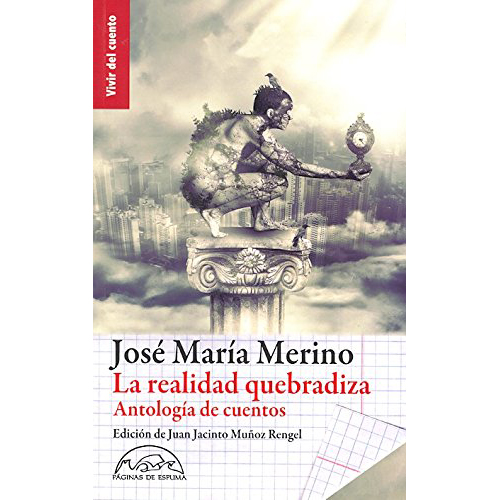 Vivir del cuento
José María Merino
La realidad quebradiza
Antología de cuentos
Edición de Juan Jacinto Muñoz Rengel
PÁGINAS DE ESPUMA